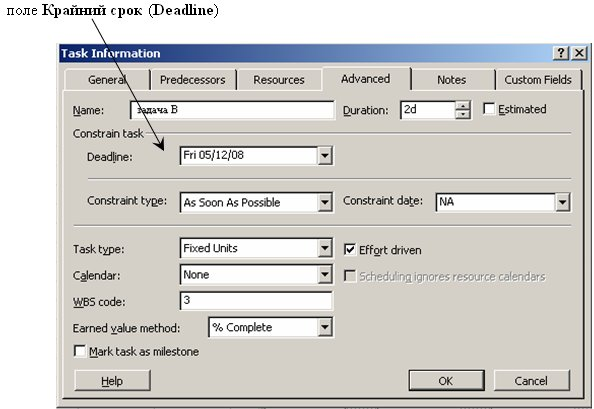 поле Крайний срок (Deadline)
Task Information
General Predecessors Resources Advanced Notes Custom Fields
Name: задача В Duration: 2d Estimated
Constrain task
Deadline: Fri 05/12/08
Constraint type: As Soon As Possible Constraint date: NA
Task type: Fixed Units Effort driven
Calendar: None Scheduling ignores resource calendars
WBS code: 3
Earned value method: % Complete
Mark task as milestone
Help OK Cancel